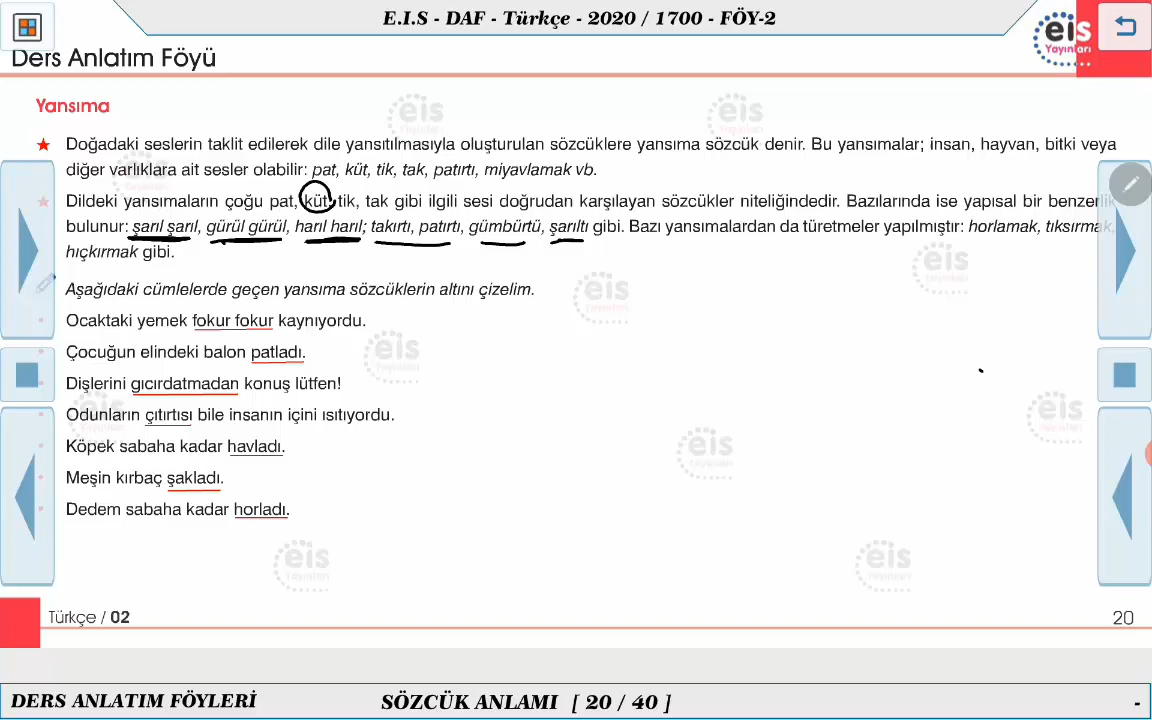 E.I.S - DAF - Türkçe - 2020 / 1700 - FÖY-2
Ders Anlatım Föyü
eis
Yayınları
Yansıma
★ Doğadaki seslerin taklit edilerek dile yansıtılmasıyla oluşturulan sözcüklere yansıma sözcük denir. Bu yansımalar; insan, hayvan, bitki veya
diğer varlıklara ait sesler olabilir: pat, küt, tik, tak, patırtı, miyavlamak vb.
★ Dildeki yansımaların çoğu pat, küt, tik, tak gibi ilgili sesi doğrudan karşılayan sözcükler niteliğindedir. Bazılarında ise yapısal bir benzerlik
bulunur: şarıl şarıl, gürül gürül, harıl harıl; takırtı, patırtı, gümbürtü, şarıltı gibi. Bazı yansımalardan da türetmeler yapılmıştır: horlamak, tıksırmak,
hıçkırmak gibi.
Aşağıdaki cümlelerde geçen yansıma sözcüklerin altını çizelim.
• Ocaktaki yemek fokur fokur kaynıyordu.
• Çocuğun elindeki balon patladı.
• Dişlerini gıcırdatmadan konuş lütfen!
• Odunların çıtırtısı bile insanın içini ısıtıyordu.
• Köpek sabaha kadar havladı.
• Meşin kırbaç şakladı.
• Dedem sabaha kadar horladı.
Türkçe / 02
20
DERS ANLATIM FÖYLERİ
SÖZCÜK ANLAMI [ 20 / 40 ]
-